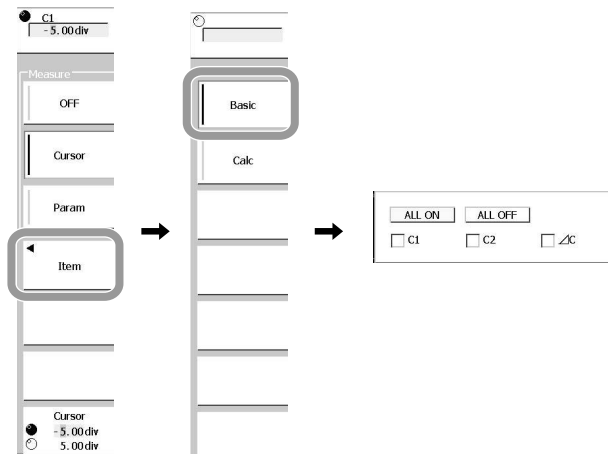 C1
-5.00div
Measure
OFF
Cursor
Param
Item
Cursor
-5.00div
5.00div
Basic
Calc
ALL ON ALL OFF
C1 C2 ⊿C